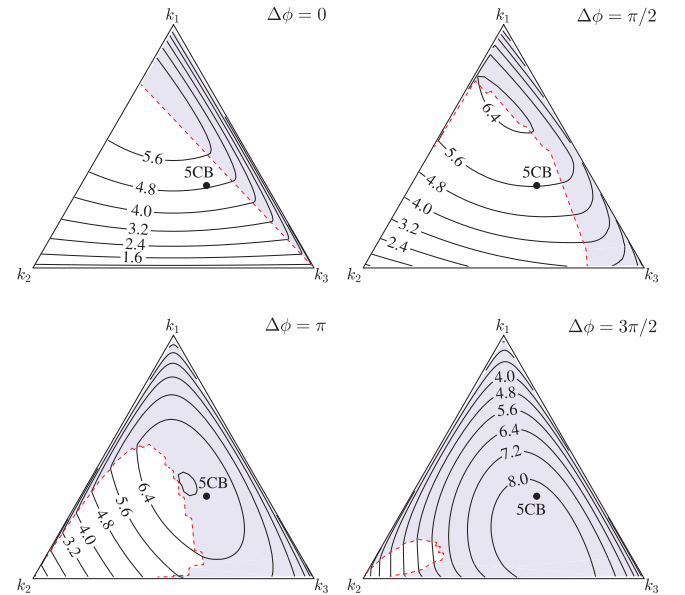 k₁
Δϕ = 0
5.6
5CB
4.8
4.0
3.2
2.4
1.6
k₂
k₃
k₁
Δϕ = π/2
6.4
5.6
5CB
4.8
4.0
3.2
2.4
k₂
k₃
k₁
Δϕ = π
5CB
6.4
5.6
4.8
4.0
3.2
k₂
k₃
k₁
Δϕ = 3π/2
4.0
4.8
5.6
6.4
7.2
8.0
5CB
k₂
k₃